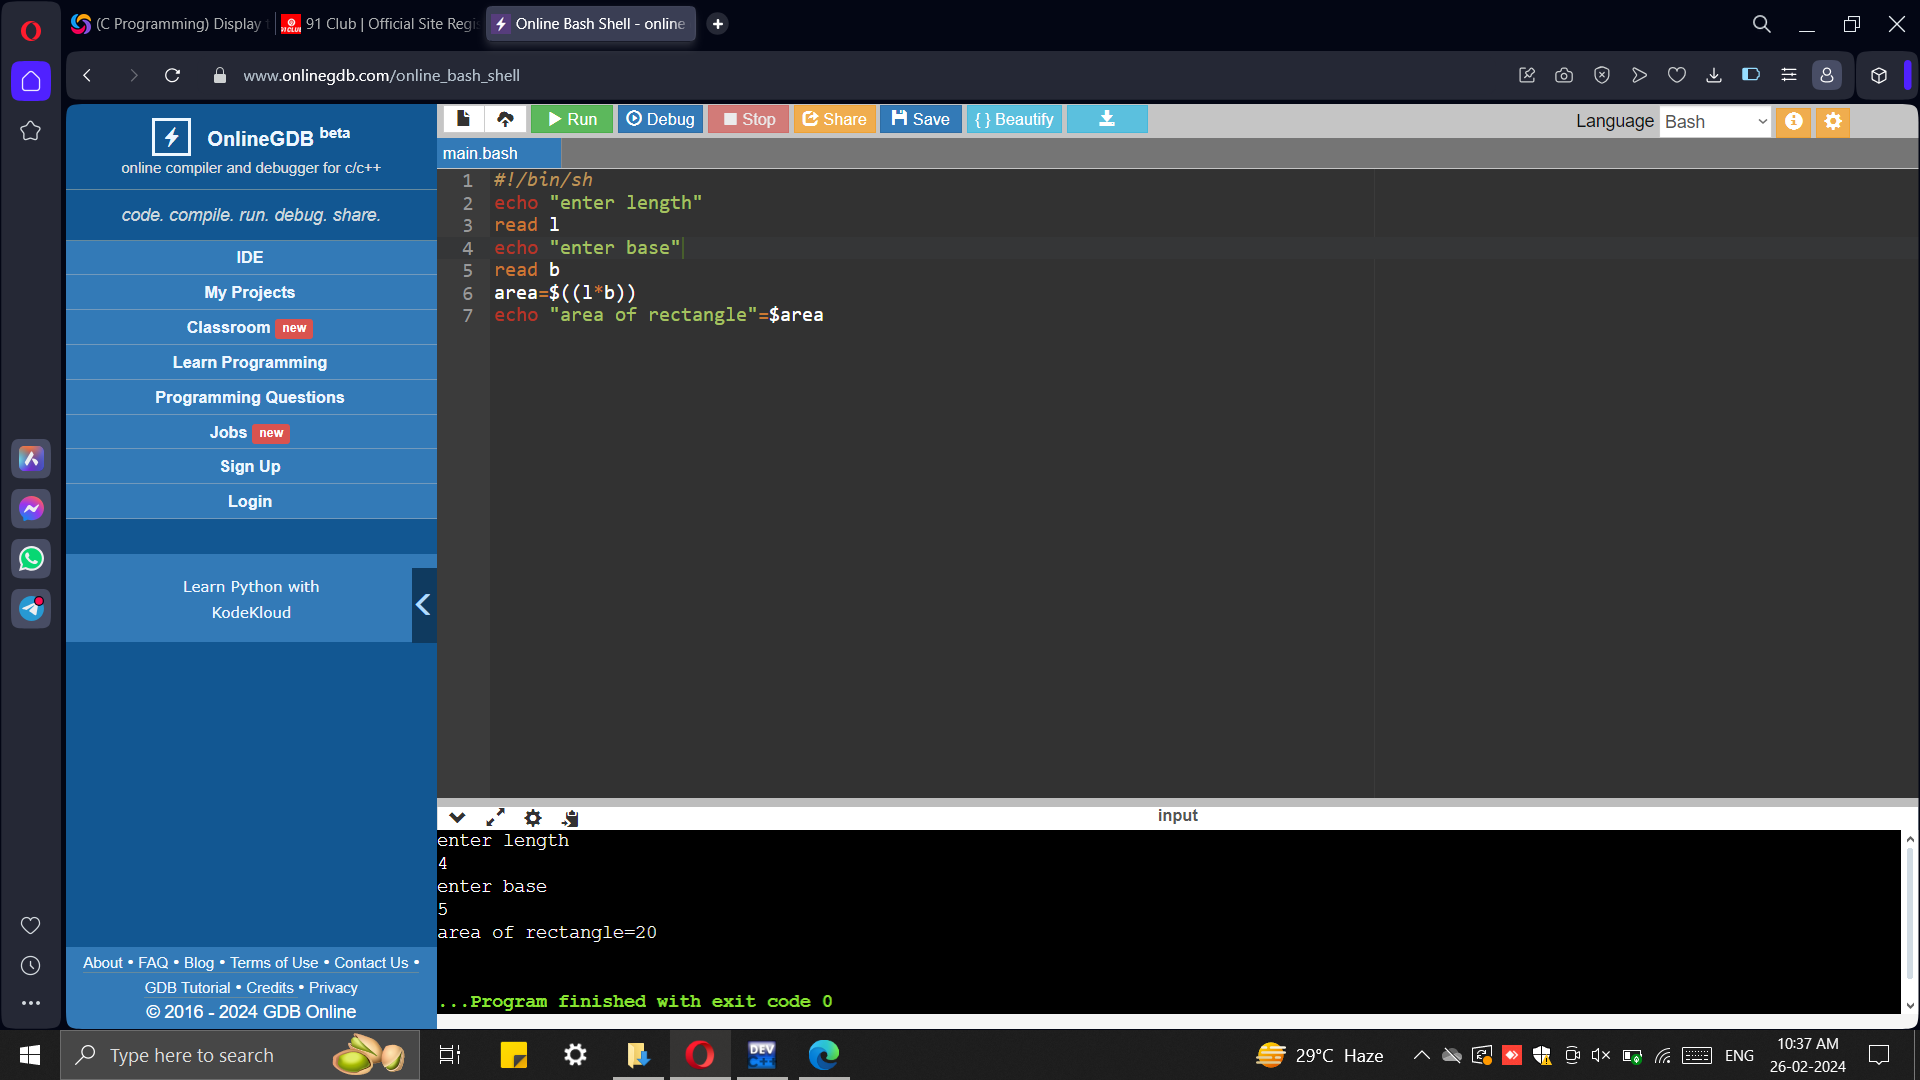 (C Programming) Display
91 Club | Official Site Regi
Online Bash Shell - online
www.onlinegdb.com/online_bash_shell
OnlineGDB beta
online compiler and debugger for c/c++
code. compile. run. debug. share.
IDE
My Projects
Classroom new
Learn Programming
Programming Questions
Jobs new
Sign Up
Login
Learn Python with
KodeKloud
About • FAQ • Blog • Terms of Use • Contact Us •
GDB Tutorial • Credits • Privacy
© 2016 - 2024 GDB Online
Run Debug Stop Share Save { } Beautify
Language Bash
main.bash
1 #!/bin/sh
2 echo "enter length"
3 read l
4 echo "enter base"
5 read b
6 area=$((l*b))
7 echo "area of rectangle"=$area
input
enter length
4
enter base
5
area of rectangle=20
...Program finished with exit code 0
Type here to search
DEV
C++
29°C Haze
ENG
10:37 AM
26-02-2024